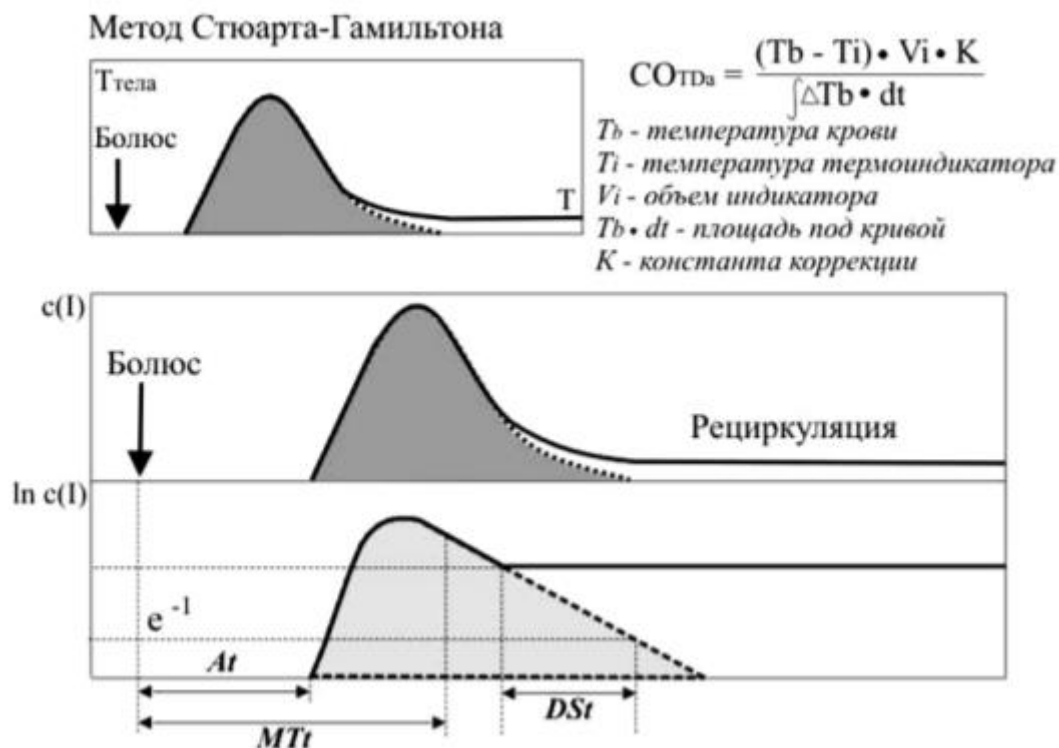 Метод Стюарта-Гамильтона
Tтела
Болюс
T
COTDa = (Tb - Ti) • Vi • K / ∫△Tb • dt
Tb - температура крови
Ti - температура термоиндикатора
Vi - объем индикатора
Tb • dt - площадь под кривой
K - константа коррекции
c(I)
Болюс
Рециркуляция
ln c(I)
e -1
At
DSt
MTt